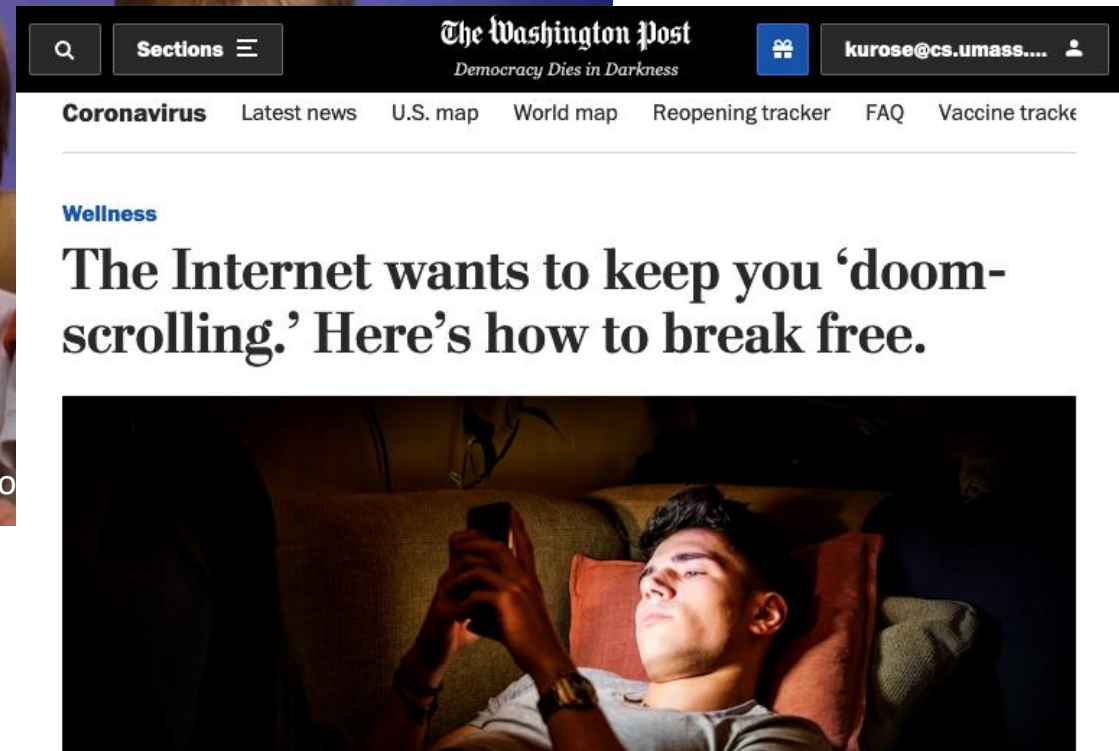 Sections
The Washington Post
Democracy Dies in Darkness
kurose@cs.umass....
Coronavirus Latest news U.S. map World map Reopening tracker FAQ Vaccine
Wellness
The Internet wants to keep you ‘doom-
scrolling.’ Here’s how to break free.